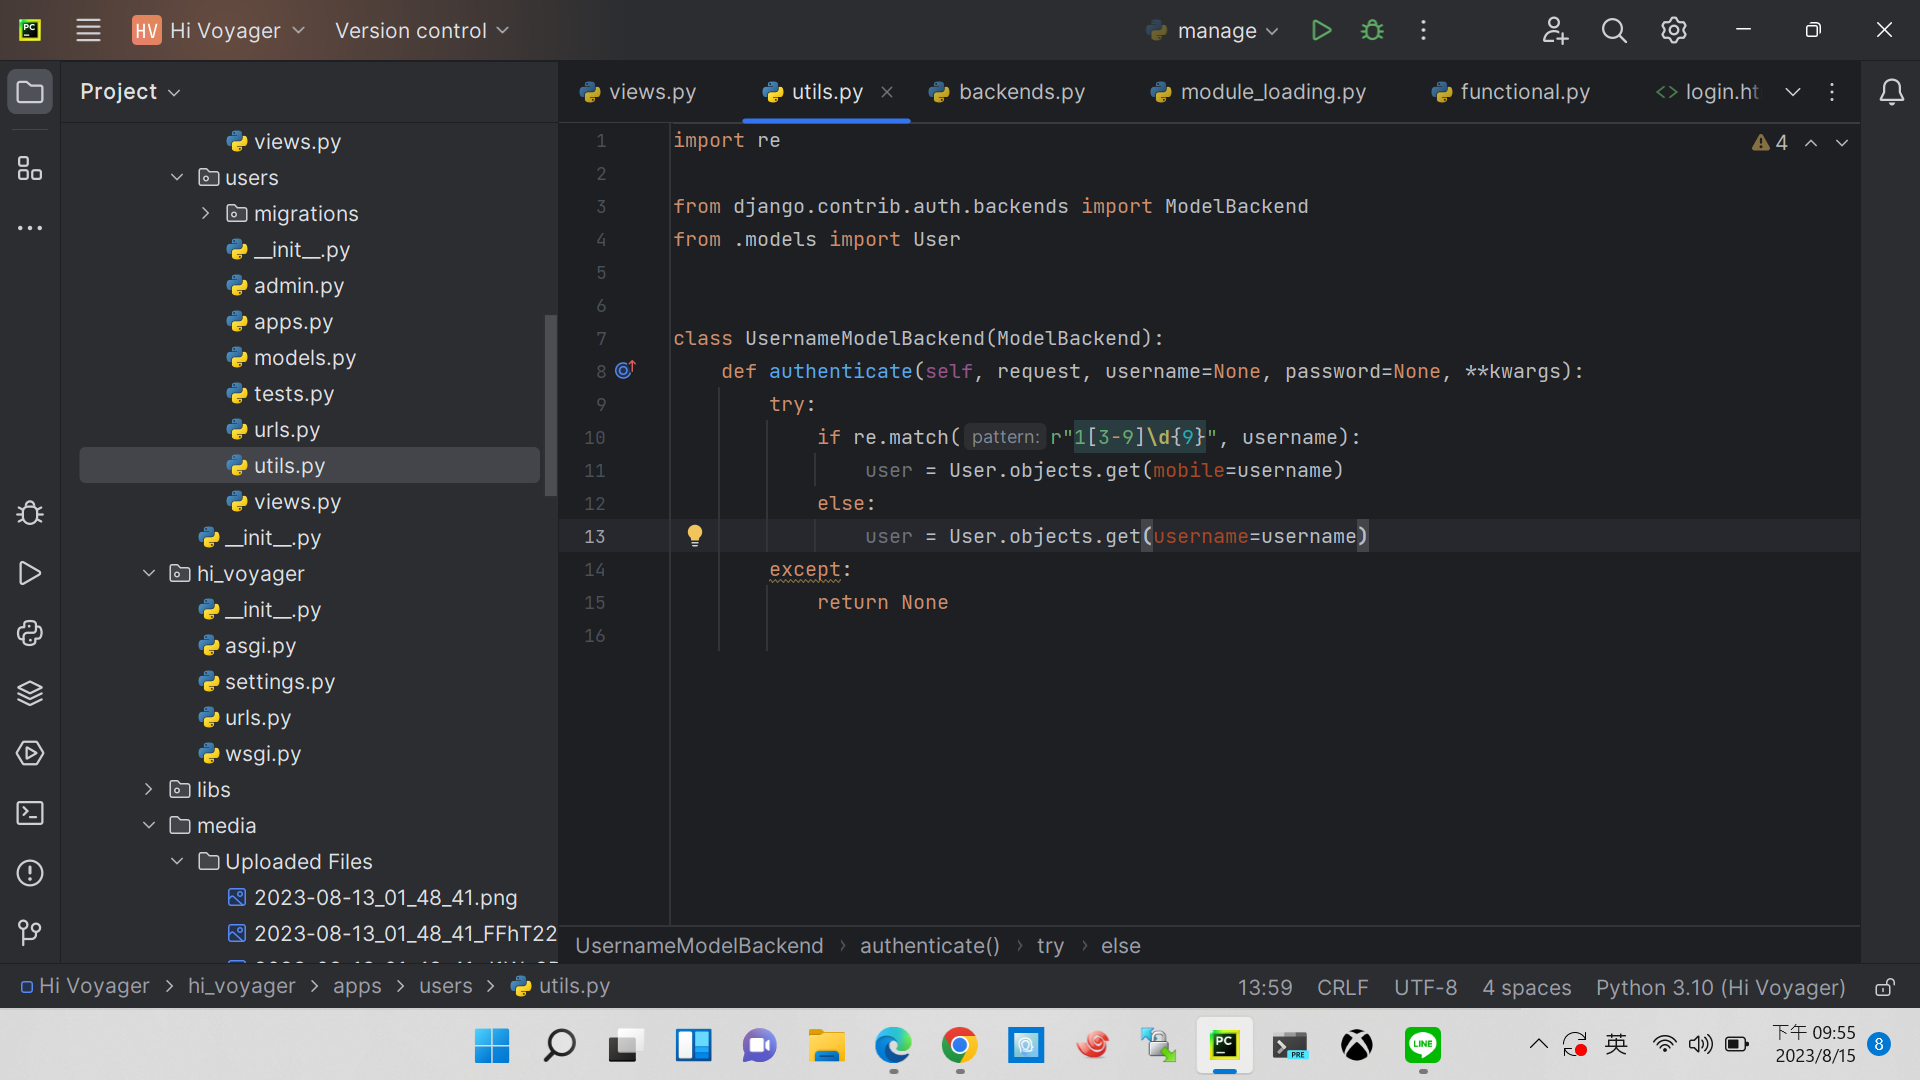 PC
HV Hi Voyager
Version control
manage
Project
views.py
utils.py
backends.py
module_loading.py
functional.py
<> login.ht
views.py
users
migrations
__init__.py
admin.py
apps.py
models.py
tests.py
urls.py
utils.py
views.py
__init__.py
hi_voyager
__init__.py
asgi.py
settings.py
urls.py
wsgi.py
libs
media
Uploaded Files
2023-08-13_01_48_41.png
2023-08-13_01_48_41_FFhT22
4
1 import re
2
3 from django.contrib.auth.backends import ModelBackend
4 from .models import User
5
6
7 class UsernameModelBackend(ModelBackend):
8 def authenticate(self, request, username=None, password=None, **kwargs):
9 try:
10 if re.match( pattern: r"1[3-9]\d{9}", username):
11 user = User.objects.get(mobile=username)
12 else:
13 user = User.objects.get(username=username)
14 except:
15 return None
16
UsernameModelBackend › authenticate() › try › else
Hi Voyager > hi_voyager > apps > users > utils.py
13:59 CRLF UTF-8 4 spaces Python 3.10 (Hi Voyager)
PC
PRE
LINE
英
下午 09:55
2023/8/15
8